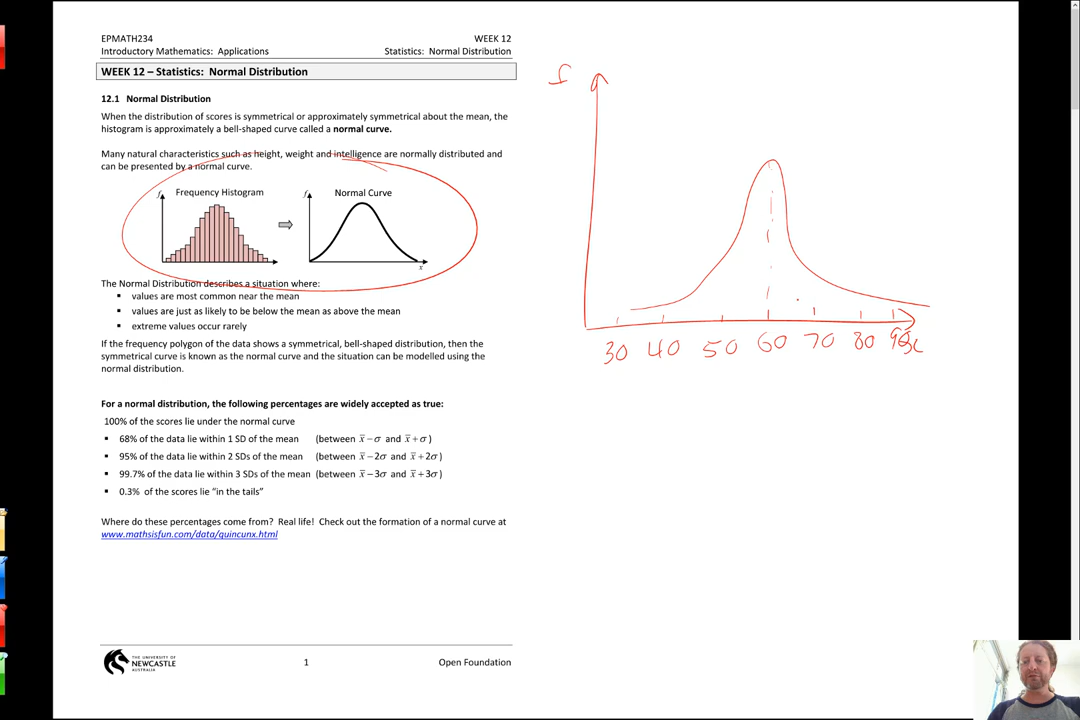 EPMATH234 WEEK 12
Introductory Mathematics: Applications Statistics: Normal Distribution
WEEK 12 – Statistics: Normal Distribution
12.1 Normal Distribution
When the distribution of scores is symmetrical or approximately symmetrical about the mean, the
histogram is approximately a bell-shaped curve called a normal curve.
Many natural characteristics such as height, weight and intelligence are normally distributed and
can be presented by a normal curve.
Frequency Histogram Normal Curve
f f
x
The Normal Distribution describes a situation where:
▪ values are most common near the mean
▪ values are just as likely to be below the mean as above the mean
▪ extreme values occur rarely
If the frequency polygon of the data shows a symmetrical, bell-shaped distribution, then the
symmetrical curve is known as the normal curve and the situation can be modelled using the
normal distribution.
For a normal distribution, the following percentages are widely accepted as true:
100% of the scores lie under the normal curve
▪ 68% of the data lie within 1 SD of the mean (between x̄ − σ and x̄ + σ )
▪ 95% of the data lie within 2 SDs of the mean (between x̄ − 2σ and x̄ + 2σ )
▪ 99.7% of the data lie within 3 SDs of the mean (between x̄ − 3σ and x̄ + 3σ )
▪ 0.3% of the scores lie "in the tails"
Where do these percentages come from? Real life! Check out the formation of a normal curve at
www.mathsisfun.com/data/quincunx.html
THE UNIVERSITY OF
NEWCASTLE
AUSTRALIA
1
Open Foundation
f
30 40 50 60 70 80 90 x